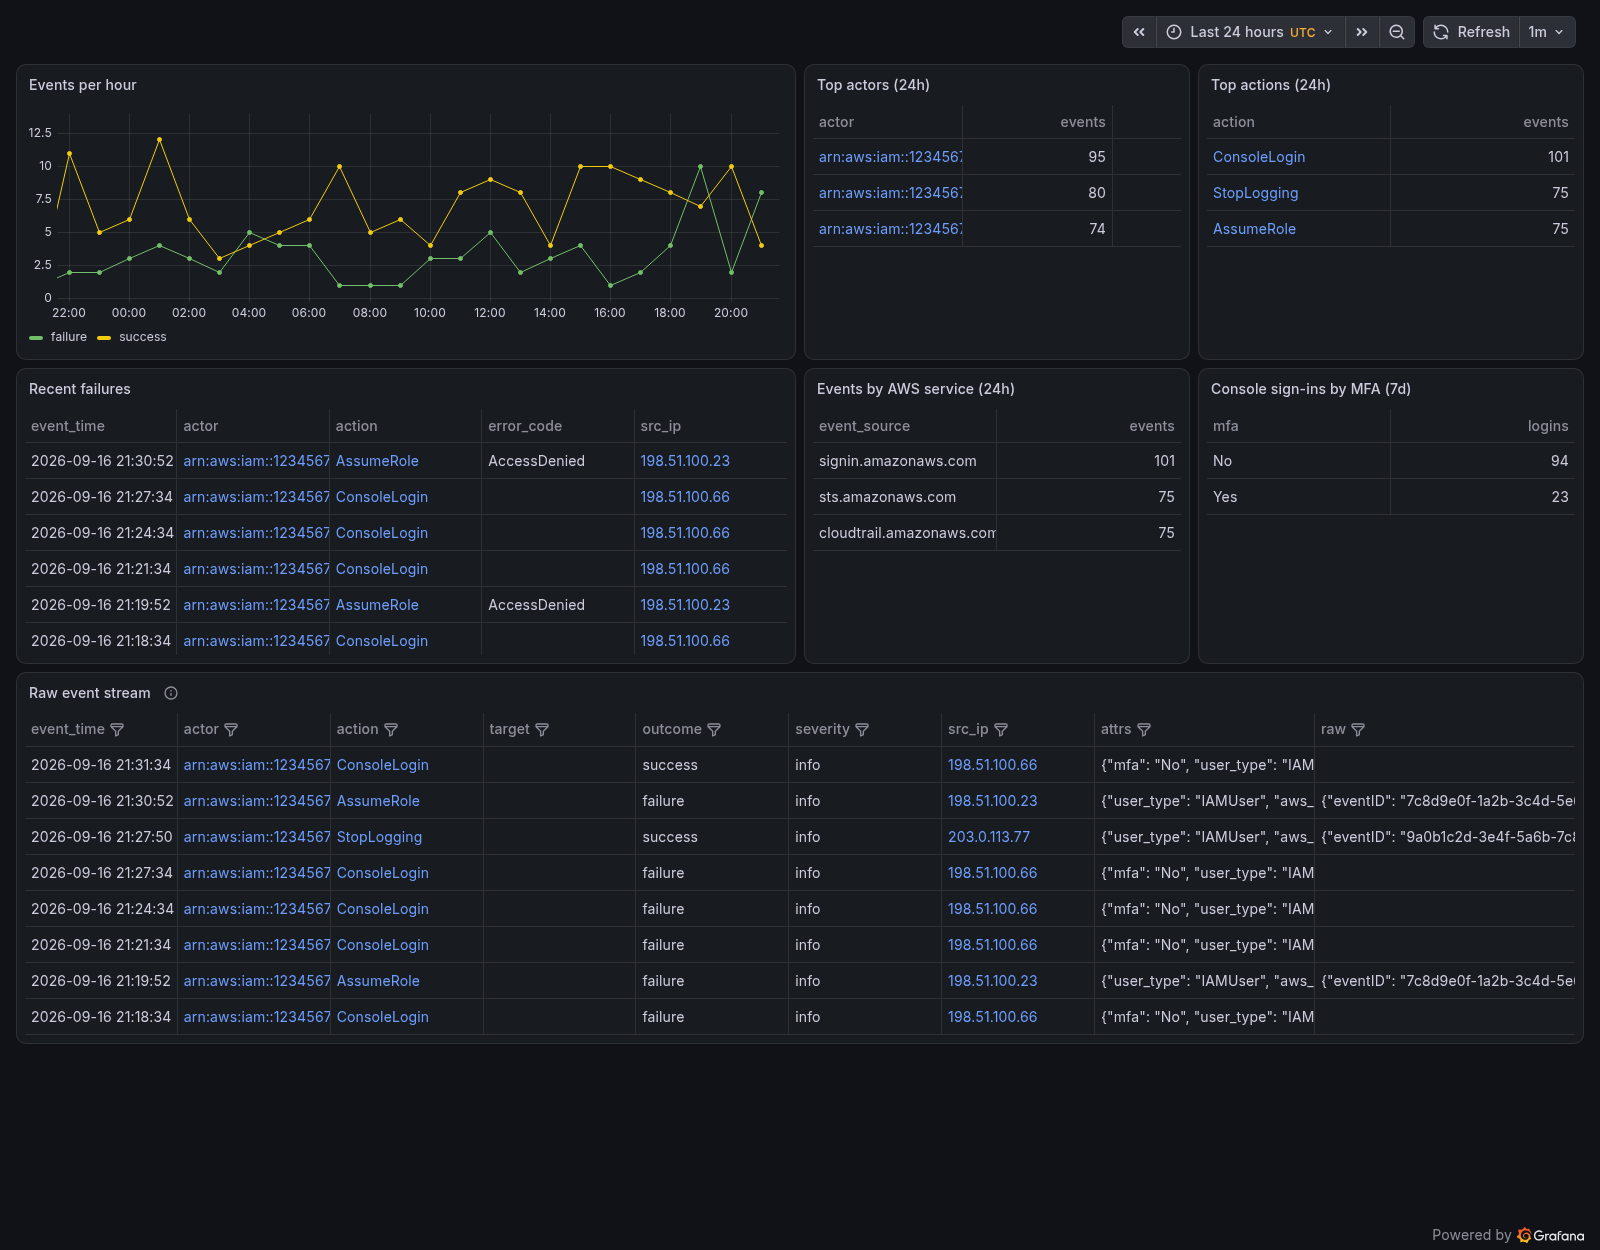 Last 24 hours UTC
Refresh
1m
Events per hour
12.5
10
7.5
5
2.5
0
22:00 00:00 02:00 04:00 06:00 08:00 10:00 12:00 14:00 16:00 18:00 20:00
failure success
Top actors (24h)
actor events
arn:aws:iam::1234567 95
arn:aws:iam::1234567 80
arn:aws:iam::1234567 74
Top actions (24h)
action events
ConsoleLogin 101
StopLogging 75
AssumeRole 75
Recent failures
event_time actor action error_code src_ip
2026-09-16 21:30:52 arn:aws:iam::1234567 AssumeRole AccessDenied 198.51.100.23
2026-09-16 21:27:34 arn:aws:iam::1234567 ConsoleLogin 198.51.100.66
2026-09-16 21:24:34 arn:aws:iam::1234567 ConsoleLogin 198.51.100.66
2026-09-16 21:21:34 arn:aws:iam::1234567 ConsoleLogin 198.51.100.66
2026-09-16 21:19:52 arn:aws:iam::1234567 AssumeRole AccessDenied 198.51.100.23
2026-09-16 21:18:34 arn:aws:iam::1234567 ConsoleLogin 198.51.100.66
Events by AWS service (24h)
event_source events
signin.amazonaws.com 101
sts.amazonaws.com 75
cloudtrail.amazonaws.com 75
Console sign-ins by MFA (7d)
mfa logins
No 94
Yes 23
Raw event stream
event_time actor action target outcome severity src_ip attrs raw
2026-09-16 21:31:34 arn:aws:iam::1234567 ConsoleLogin success info 198.51.100.66 {"mfa": "No", "user_type": "IAM
2026-09-16 21:30:52 arn:aws:iam::1234567 AssumeRole failure info 198.51.100.23 {"user_type": "IAMUser", "aws_ {"eventID": "7c8d9e0f-1a2b-3c4d-5e
2026-09-16 21:27:50 arn:aws:iam::1234567 StopLogging success info 203.0.113.77 {"user_type": "IAMUser", "aws_ {"eventID": "9a0b1c2d-3e4f-5a6b-7c
2026-09-16 21:27:34 arn:aws:iam::1234567 ConsoleLogin failure info 198.51.100.66 {"mfa": "No", "user_type": "IAM
2026-09-16 21:24:34 arn:aws:iam::1234567 ConsoleLogin failure info 198.51.100.66 {"mfa": "No", "user_type": "IAM
2026-09-16 21:21:34 arn:aws:iam::1234567 ConsoleLogin failure info 198.51.100.66 {"mfa": "No", "user_type": "IAM
2026-09-16 21:19:52 arn:aws:iam::1234567 AssumeRole failure info 198.51.100.23 {"user_type": "IAMUser", "aws_ {"eventID": "7c8d9e0f-1a2b-3c4d-5e
2026-09-16 21:18:34 arn:aws:iam::1234567 ConsoleLogin failure info 198.51.100.66 {"mfa": "No", "user_type": "IAM
Powered by Grafana